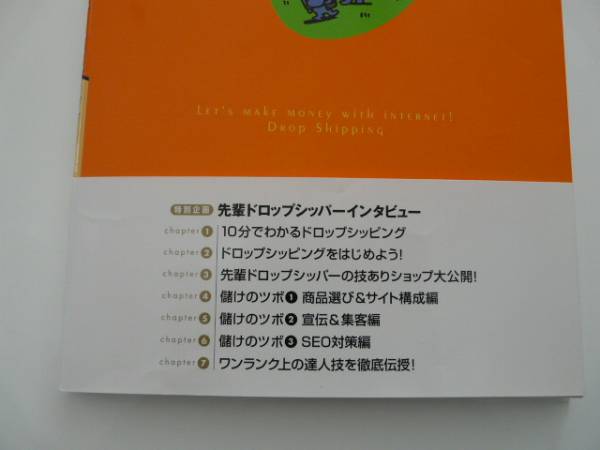 LET'S MAKE MONEY WITH INTERNET!
DROP SHIPPING
特別企画 先輩ドロップシッパーインタビュー
chapter 1 10分でわかるドロップシッピング
chapter 2 ドロップシッピングをはじめよう!
chapter 3 先輩ドロップシッパーの技ありショップ大公開!
chapter 4 儲けのツボ❶ 商品選び&サイト構成編
chapter 5 儲けのツボ❷ 宣伝&集客編
chapter 6 儲けのツボ❸ SEO対策編
chapter 7 ワンランク上の達人技を徹底伝授!